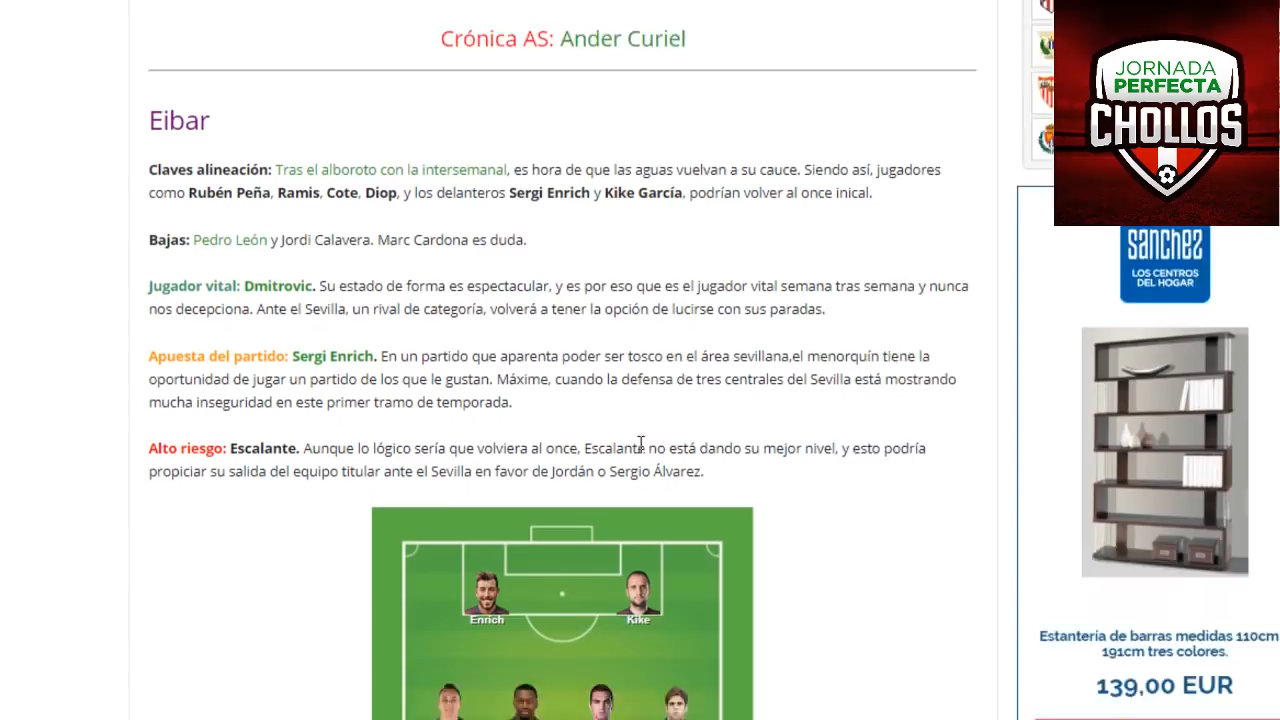 Crónica AS: Ander Curiel
Eibar
Claves alineación: Tras el alboroto con la intersemanal, es hora de que las aguas vuelvan a su cauce. Siendo así, jugadores
como Rubén Peña, Ramis, Cote, Diop, y los delanteros Sergi Enrich y Kike García, podrían volver al once inical.
Bajas: Pedro León y Jordi Calavera. Marc Cardona es duda.
Jugador vital: Dmitrovic. Su estado de forma es espectacular, y es por eso que es el jugador vital semana tras semana y nunca
nos decepciona. Ante el Sevilla, un rival de categoría, volverá a tener la opción de lucirse con sus paradas.
Apuesta del partido: Sergi Enrich. En un partido que aparenta poder ser tosco en el área sevillana,el menorquín tiene la
oportunidad de jugar un partido de los que le gustan. Máxime, cuando la defensa de tres centrales del Sevilla está mostrando
mucha inseguridad en este primer tramo de temporada.
Alto riesgo: Escalante. Aunque lo lógico sería que volviera al once, Escalante no está dando su mejor nivel, y esto podría
propiciar su salida del equipo titular ante el Sevilla en favor de Jordán o Sergio Álvarez.
Enrich
Kike
JORNADA
PERFECTA
CHOLLOS
sanchez
LOS CENTROS
DEL HOGAR
Estanteria de barras medidas 110cm
191cm tres colores.
139,00 EUR